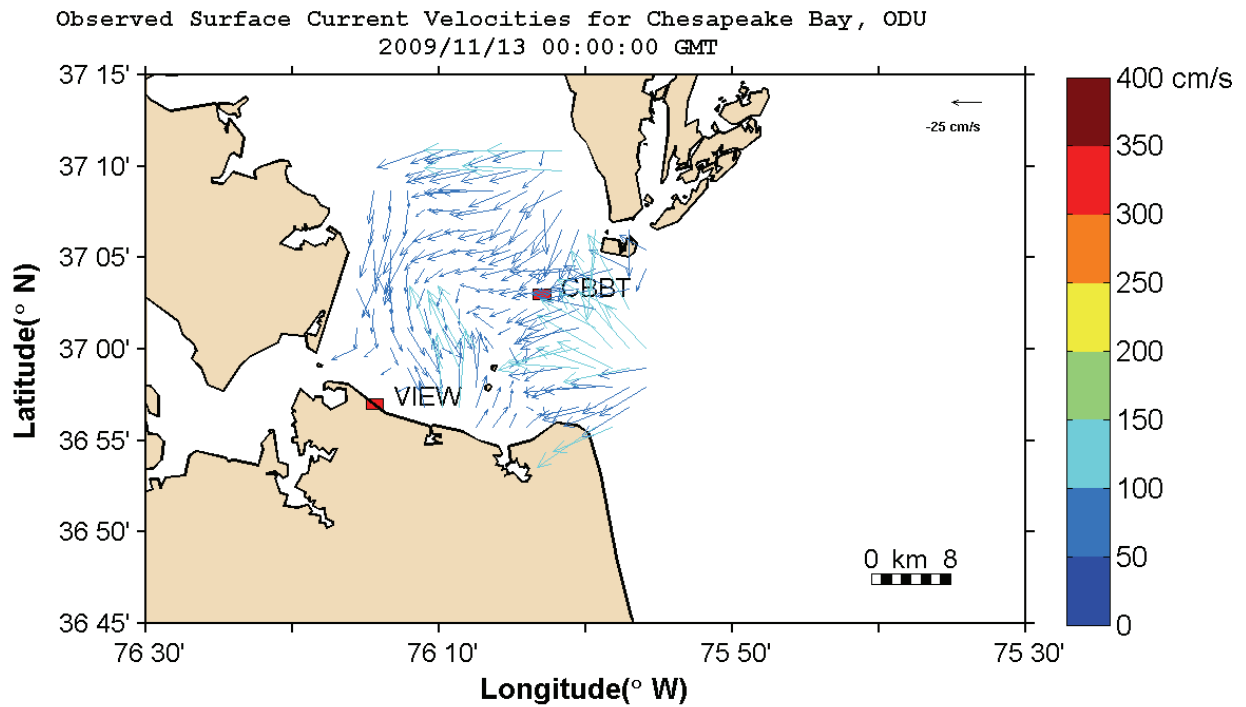 Observed Surface Current Velocities for Chesapeake Bay, ODU
2009/11/13 00:00:00 GMT
37 15'
37 10'
37 05'
37 00'
36 55'
36 50'
36 45'
Latitude(° N)
76 30'
76 10'
75 50'
75 30'
Longitude(° W)
-25 cm/s
CBBT
VIEW
0 km 8
400 cm/s
350
300
250
200
150
100
50
0